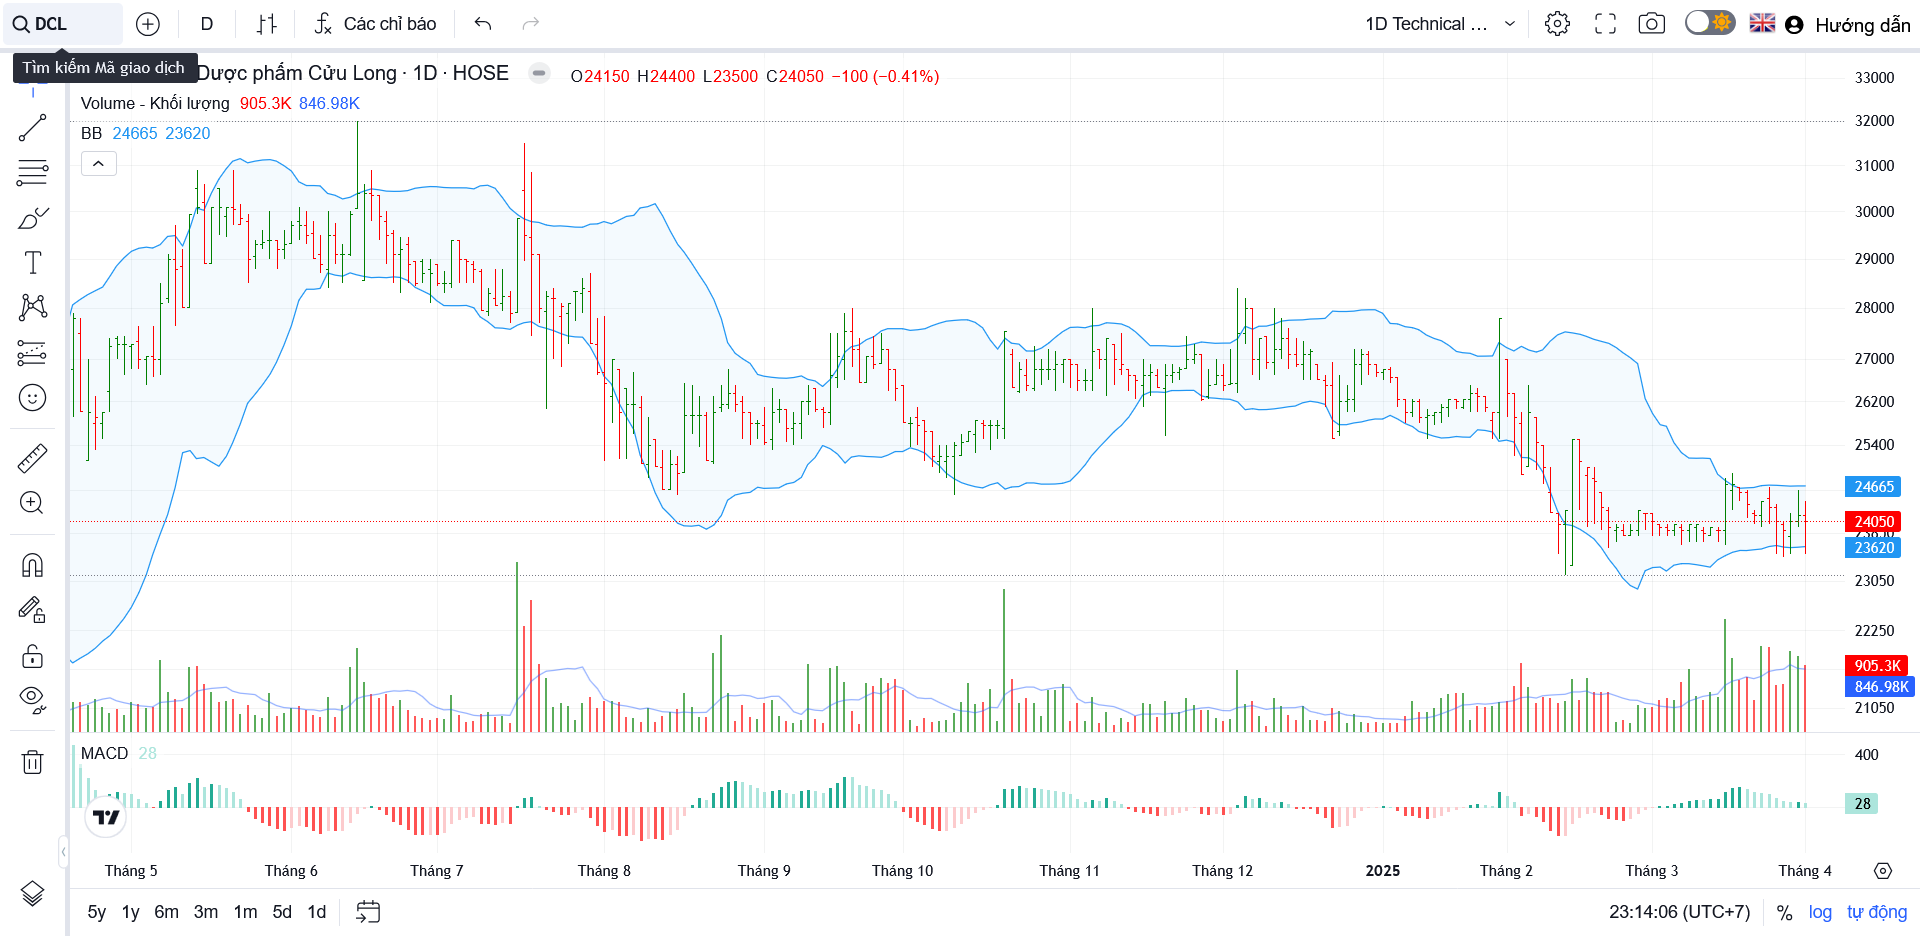 DCL
D
Các chỉ báo
1D Technical ...
Hướng dẫn
Tìm kiếm Mã giao dịch
Dược phẩm Cửu Long · 1D · HOSE
O24150 H24400 L23500 C24050 −100 (−0.41%)
Volume - Khối lượng 905.3K 846.98K
BB 24665 23620
33000
32000
31000
30000
29000
28000
27000
26200
25400
24665
24050
23850
23620
23050
22250
905.3K
846.98K
21050
MACD 28
400
28
Tháng 5 Tháng 6 Tháng 7 Tháng 8 Tháng 9 Tháng 10 Tháng 11 Tháng 12 2025 Tháng 2 Tháng 3 Tháng 4
5y 1y 6m 3m 1m 5d 1d
23:14:06 (UTC+7) % log tự động